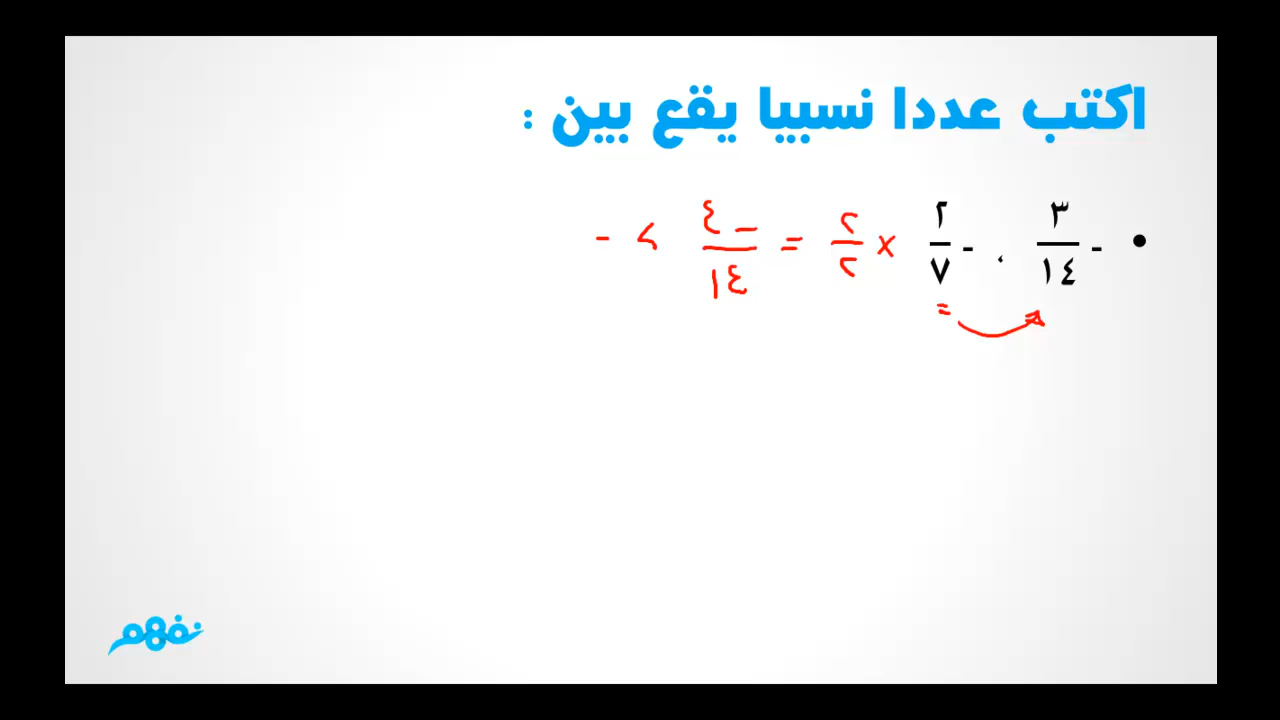 اكتب عددا نسبيا يقع بين :
• - ٣/١٤ ، - ٢/٧ × ٢/٢ = - ٤/١٤ > -
= =
نفهم